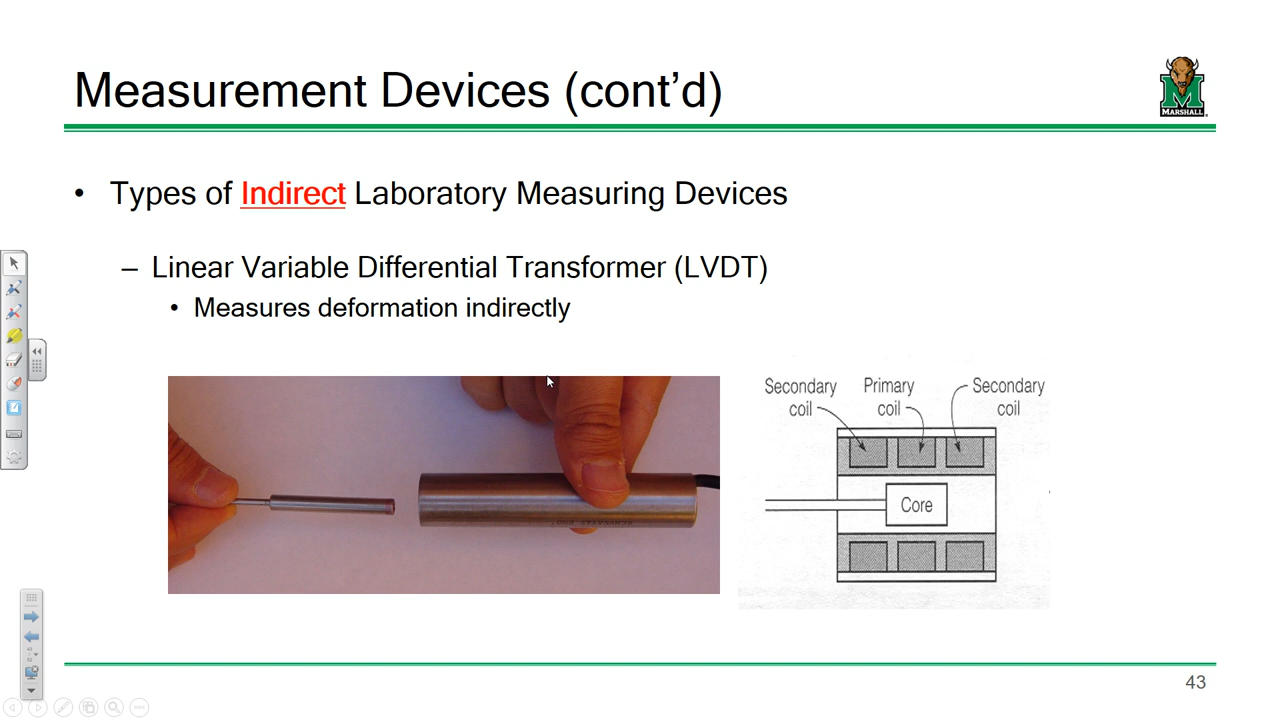 Measurement Devices (cont’d)
MARSHALL
• Types of Indirect Laboratory Measuring Devices
– Linear Variable Differential Transformer (LVDT)
• Measures deformation indirectly
Secondary coil
Primary coil
Secondary coil
Core
43